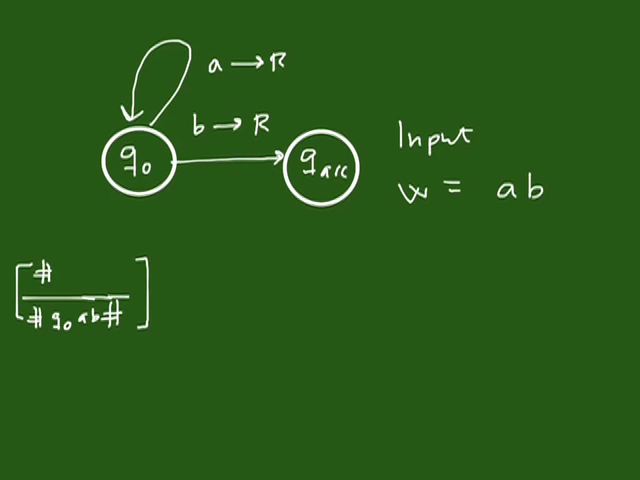 a → R
b → R
q0
qacc
Input
w = ab
#
# q0 ab #